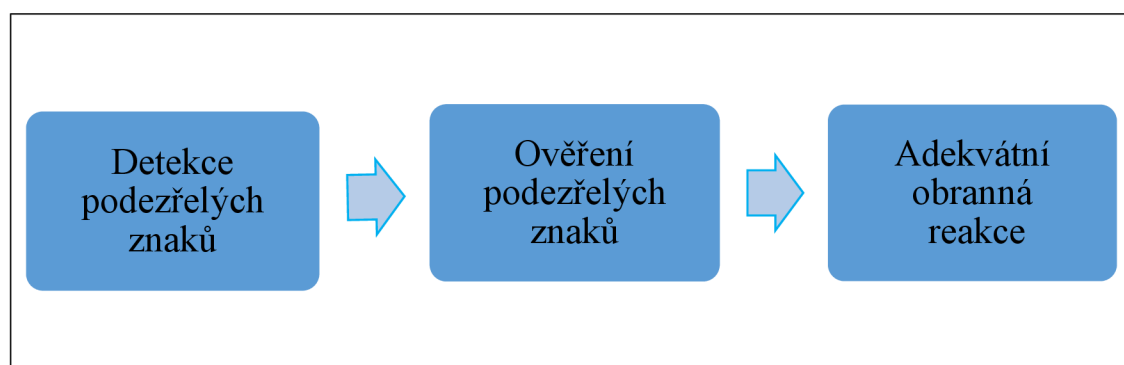 Detekce
podezřelých
znaků
Ověření
podezřelých
znaků
Adekvátní
obranná
reakce